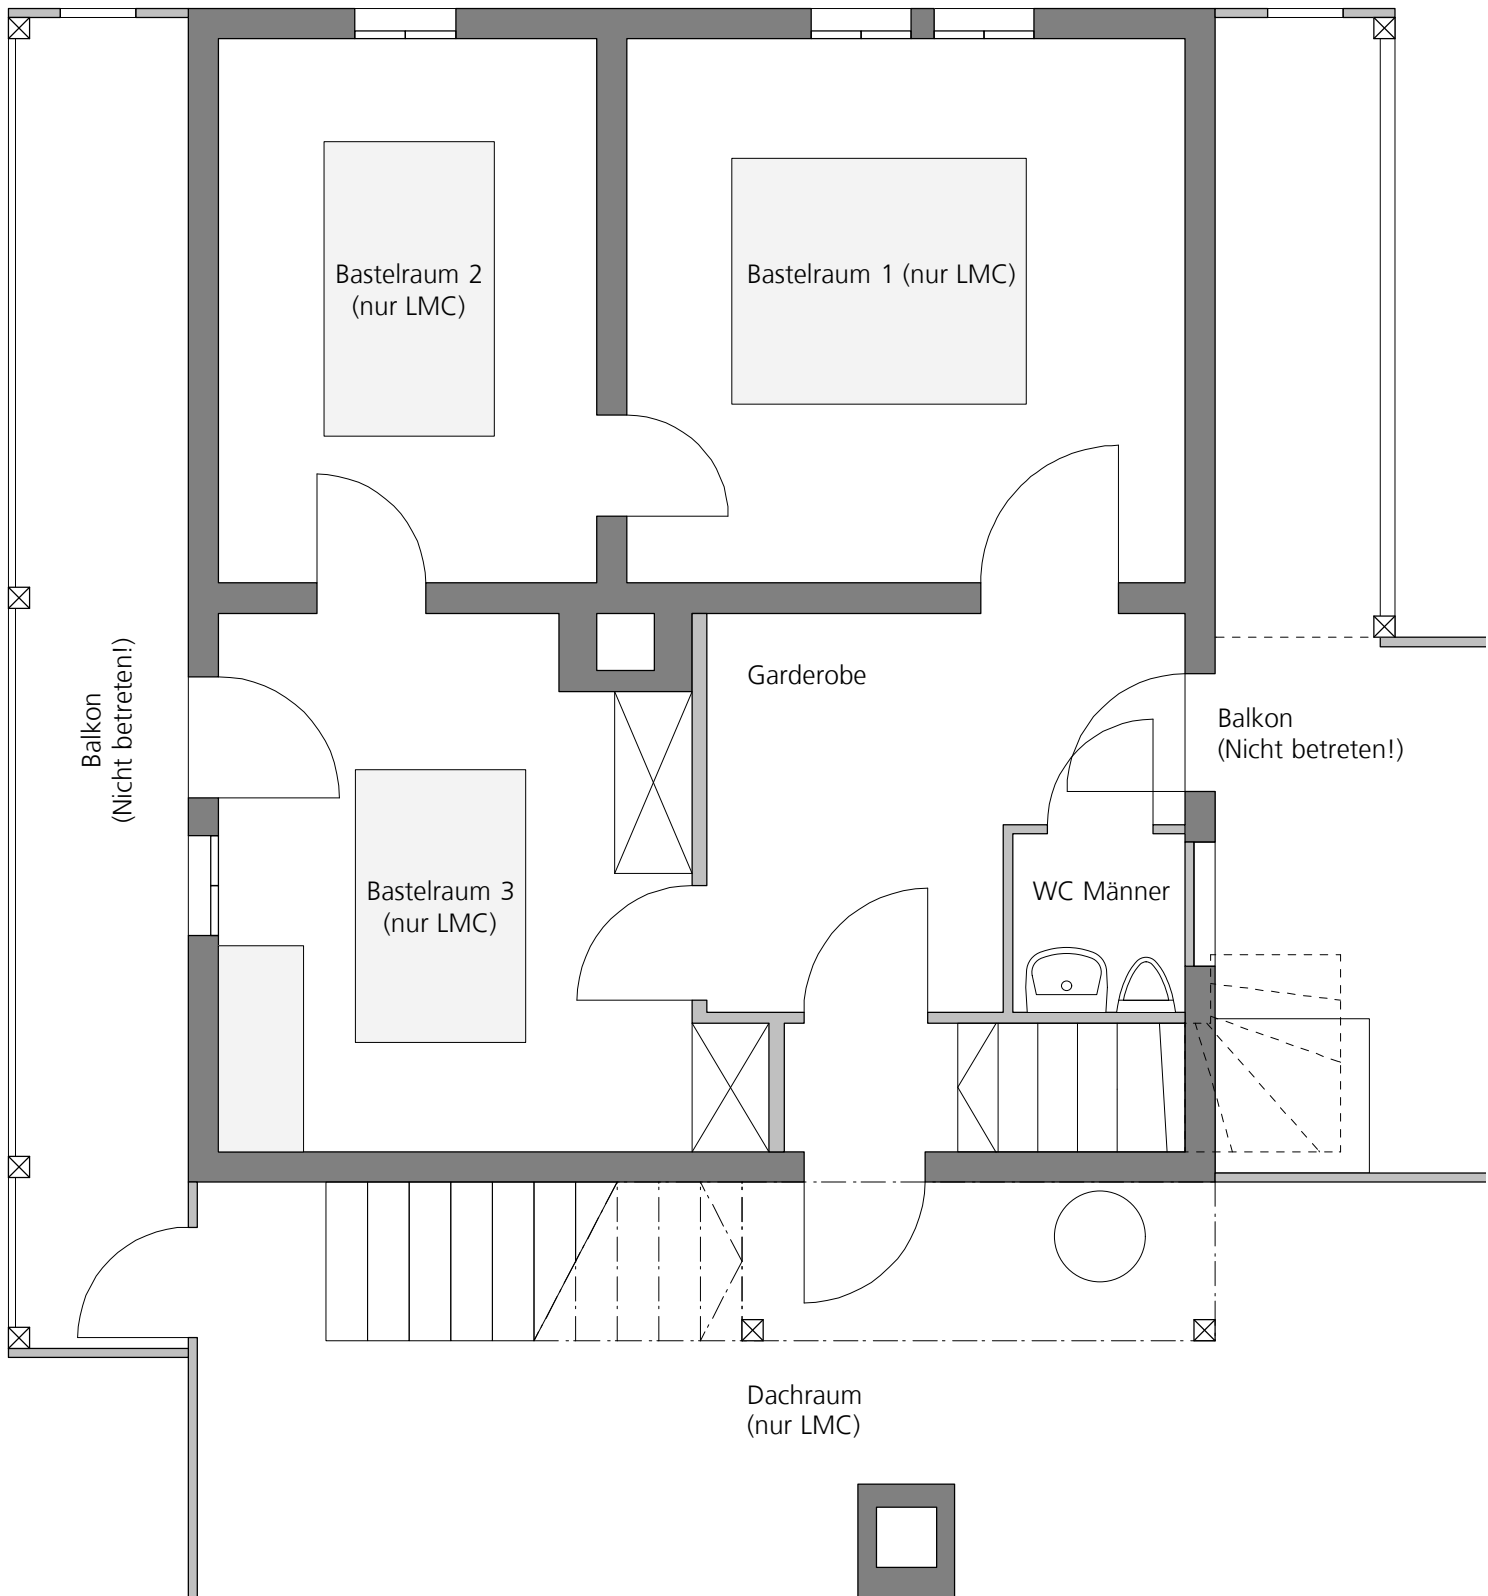 Bastelraum 2
(nur LMC)
Bastelraum 1 (nur LMC)
Garderobe
Balkon
(Nicht betreten!)
Balkon
(Nicht betreten!)
Bastelraum 3
(nur LMC)
WC Männer
Dachraum
(nur LMC)